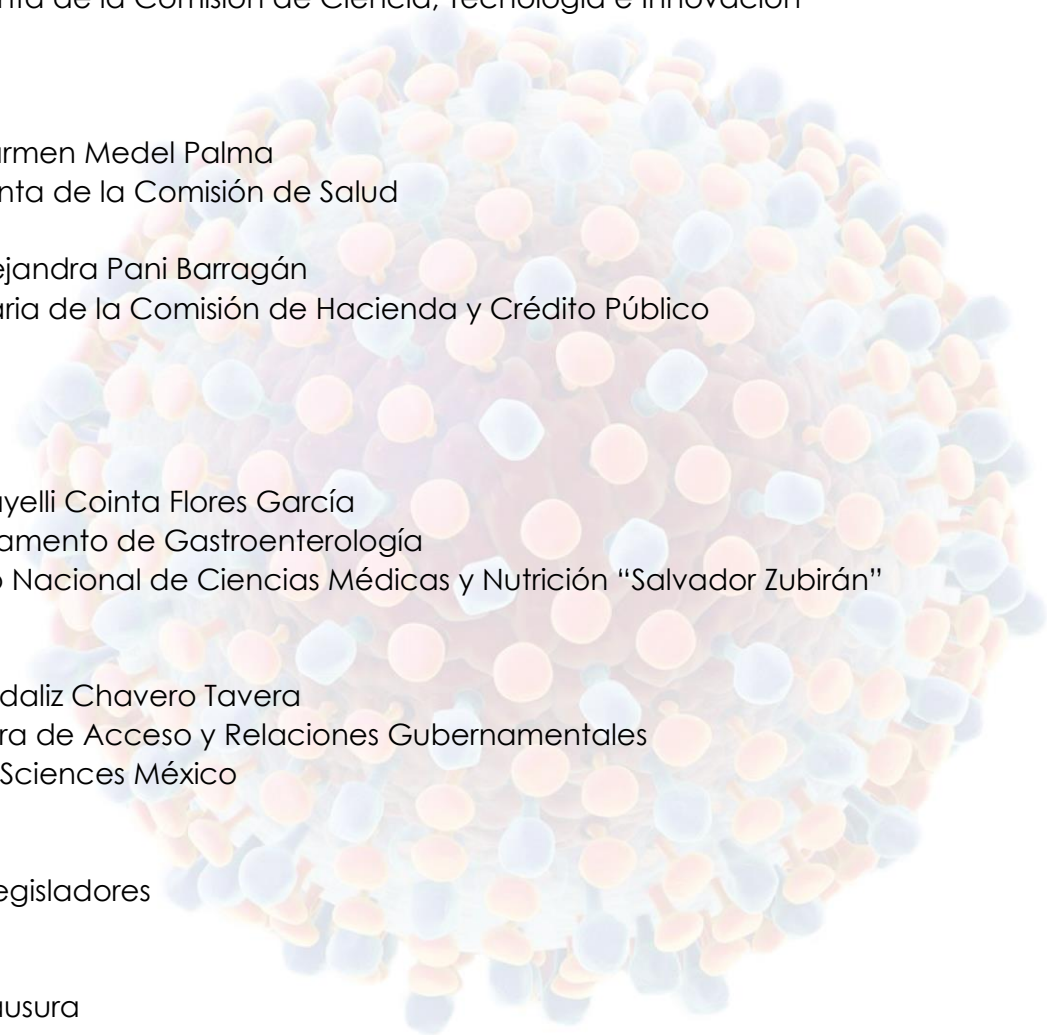 nta de la Comisión de Ciencia, Tecnología e Innovación
rmen Medel Palma
nta de la Comisión de Salud
ejandra Pani Barragán
aria de la Comisión de Hacienda y Crédito Público
yelli Cointa Flores García
amento de Gastroenterología
o Nacional de Ciencias Médicas y Nutrición “Salvador Zubirán”
daliz Chavero Tavera
ra de Acceso y Relaciones Gubernamentales
Sciences México
egisladores
ausura